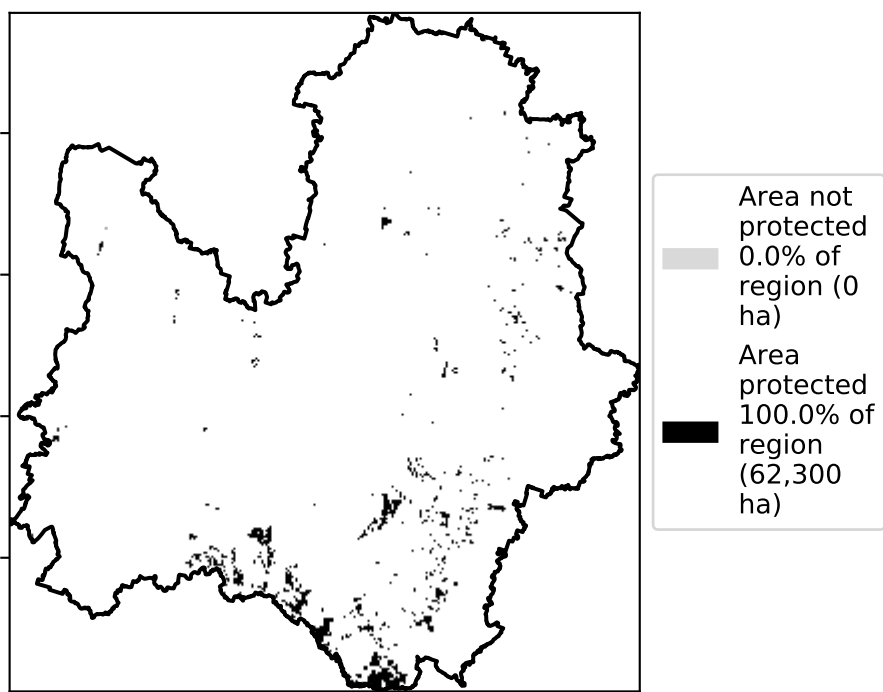 Area not
protected
0.0% of
region (0
ha)
Area
protected
100.0% of
region
(62,300
ha)